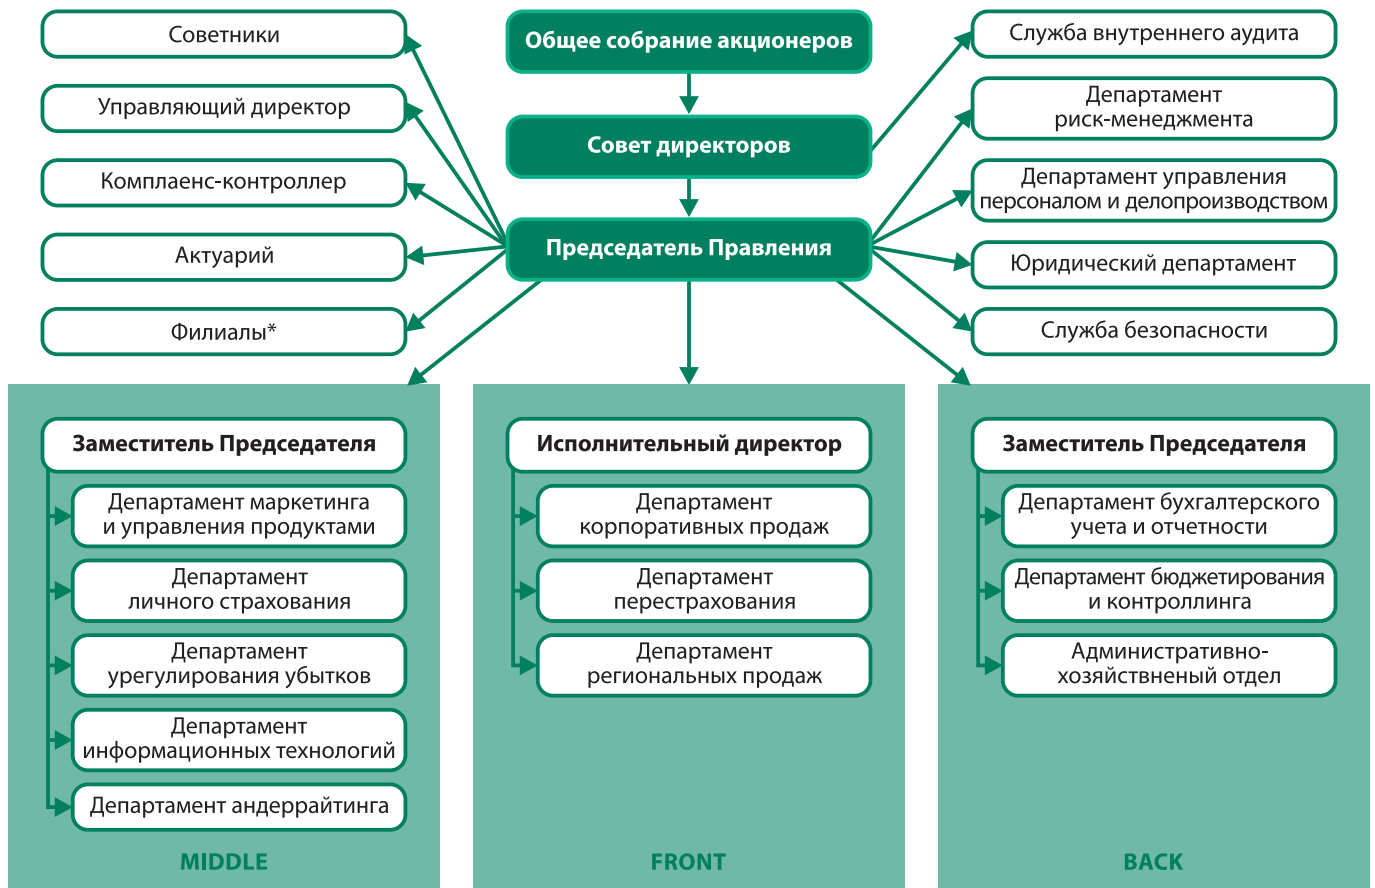 Советники
Управляющий директор
Комплаенс-контроллер
Актуарий
Филиалы*
Общее собрание акционеров
Совет директоров
Председатель Правления
Служба внутреннего аудита
Департамент
риск-менеджмента
Департамент управления
персоналом и делопроизводством
Юридический департамент
Служба безопасности
Заместитель Председателя
Департамент маркетинга
и управления продуктами
Департамент
личного страхования
Департамент
урегулирования убытков
Департамент
информационных технологий
Департамент андеррайтинга
MIDDLE
Исполнительный директор
Департамент
корпоративных продаж
Департамент
перестрахования
Департамент
региональных продаж
FRONT
Заместитель Председателя
Департамент бухгалтерского
учета и отчетности
Департамент бюджетирования
и контроллинга
Административно-
хозяйствненый отдел
BACK